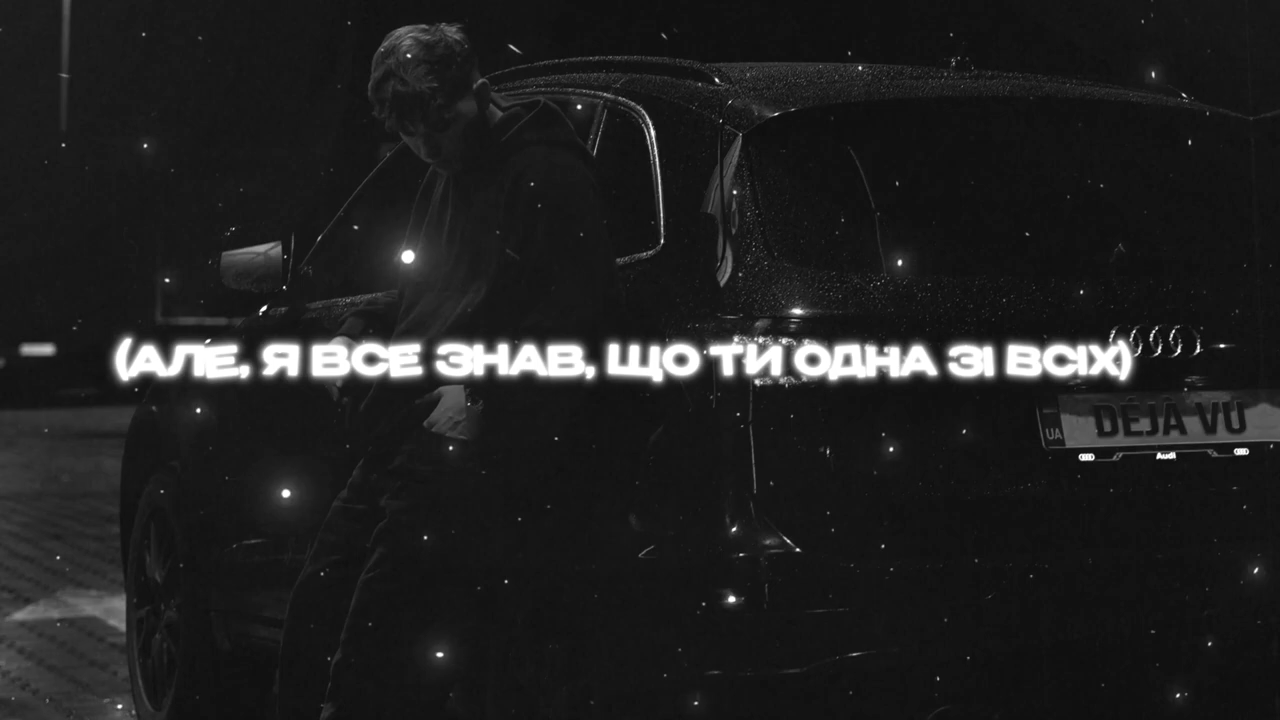 (АЛЕ, Я ВСЕ ЗНАВ, ЩО ТИ ОДНА ЗІ ВСІХ)
DÉJÀ VU
UA
Audi